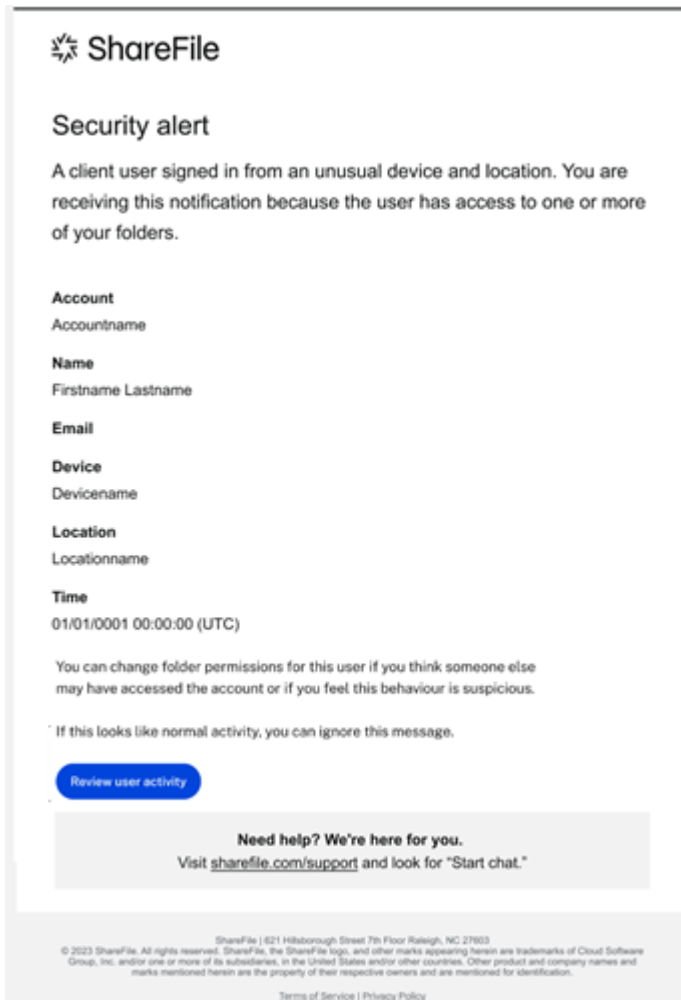 ShareFile
Security alert
A client user signed in from an unusual device and location. You are
receiving this notification because the user has access to one or more
of your folders.
Account
Accountname
Name
Firstname Lastname
Email
Device
Devicename
Location
Locationname
Time
01/01/0001 00:00:00 (UTC)
You can change folder permissions for this user if you think someone else
may have accessed the account or if you feel this behaviour is suspicious.
If this looks like normal activity, you can ignore this message.
Review user activity
Need help? We're here for you.
Visit sharefile.com/support and look for “Start chat.”
ShareFile | 621 Hillsborough Street 7th Floor Raleigh, NC 27603
© 2023 ShareFile. All rights reserved. ShareFile, the ShareFile logo, and other marks appearing herein are trademarks of Cloud Software
Group, Inc. and/or one or more of its subsidiaries, in the United States and/or other countries. Other product and company names and
marks mentioned herein are the property of their respective owners and are mentioned for identification.
Terms of Service | Privacy Policy